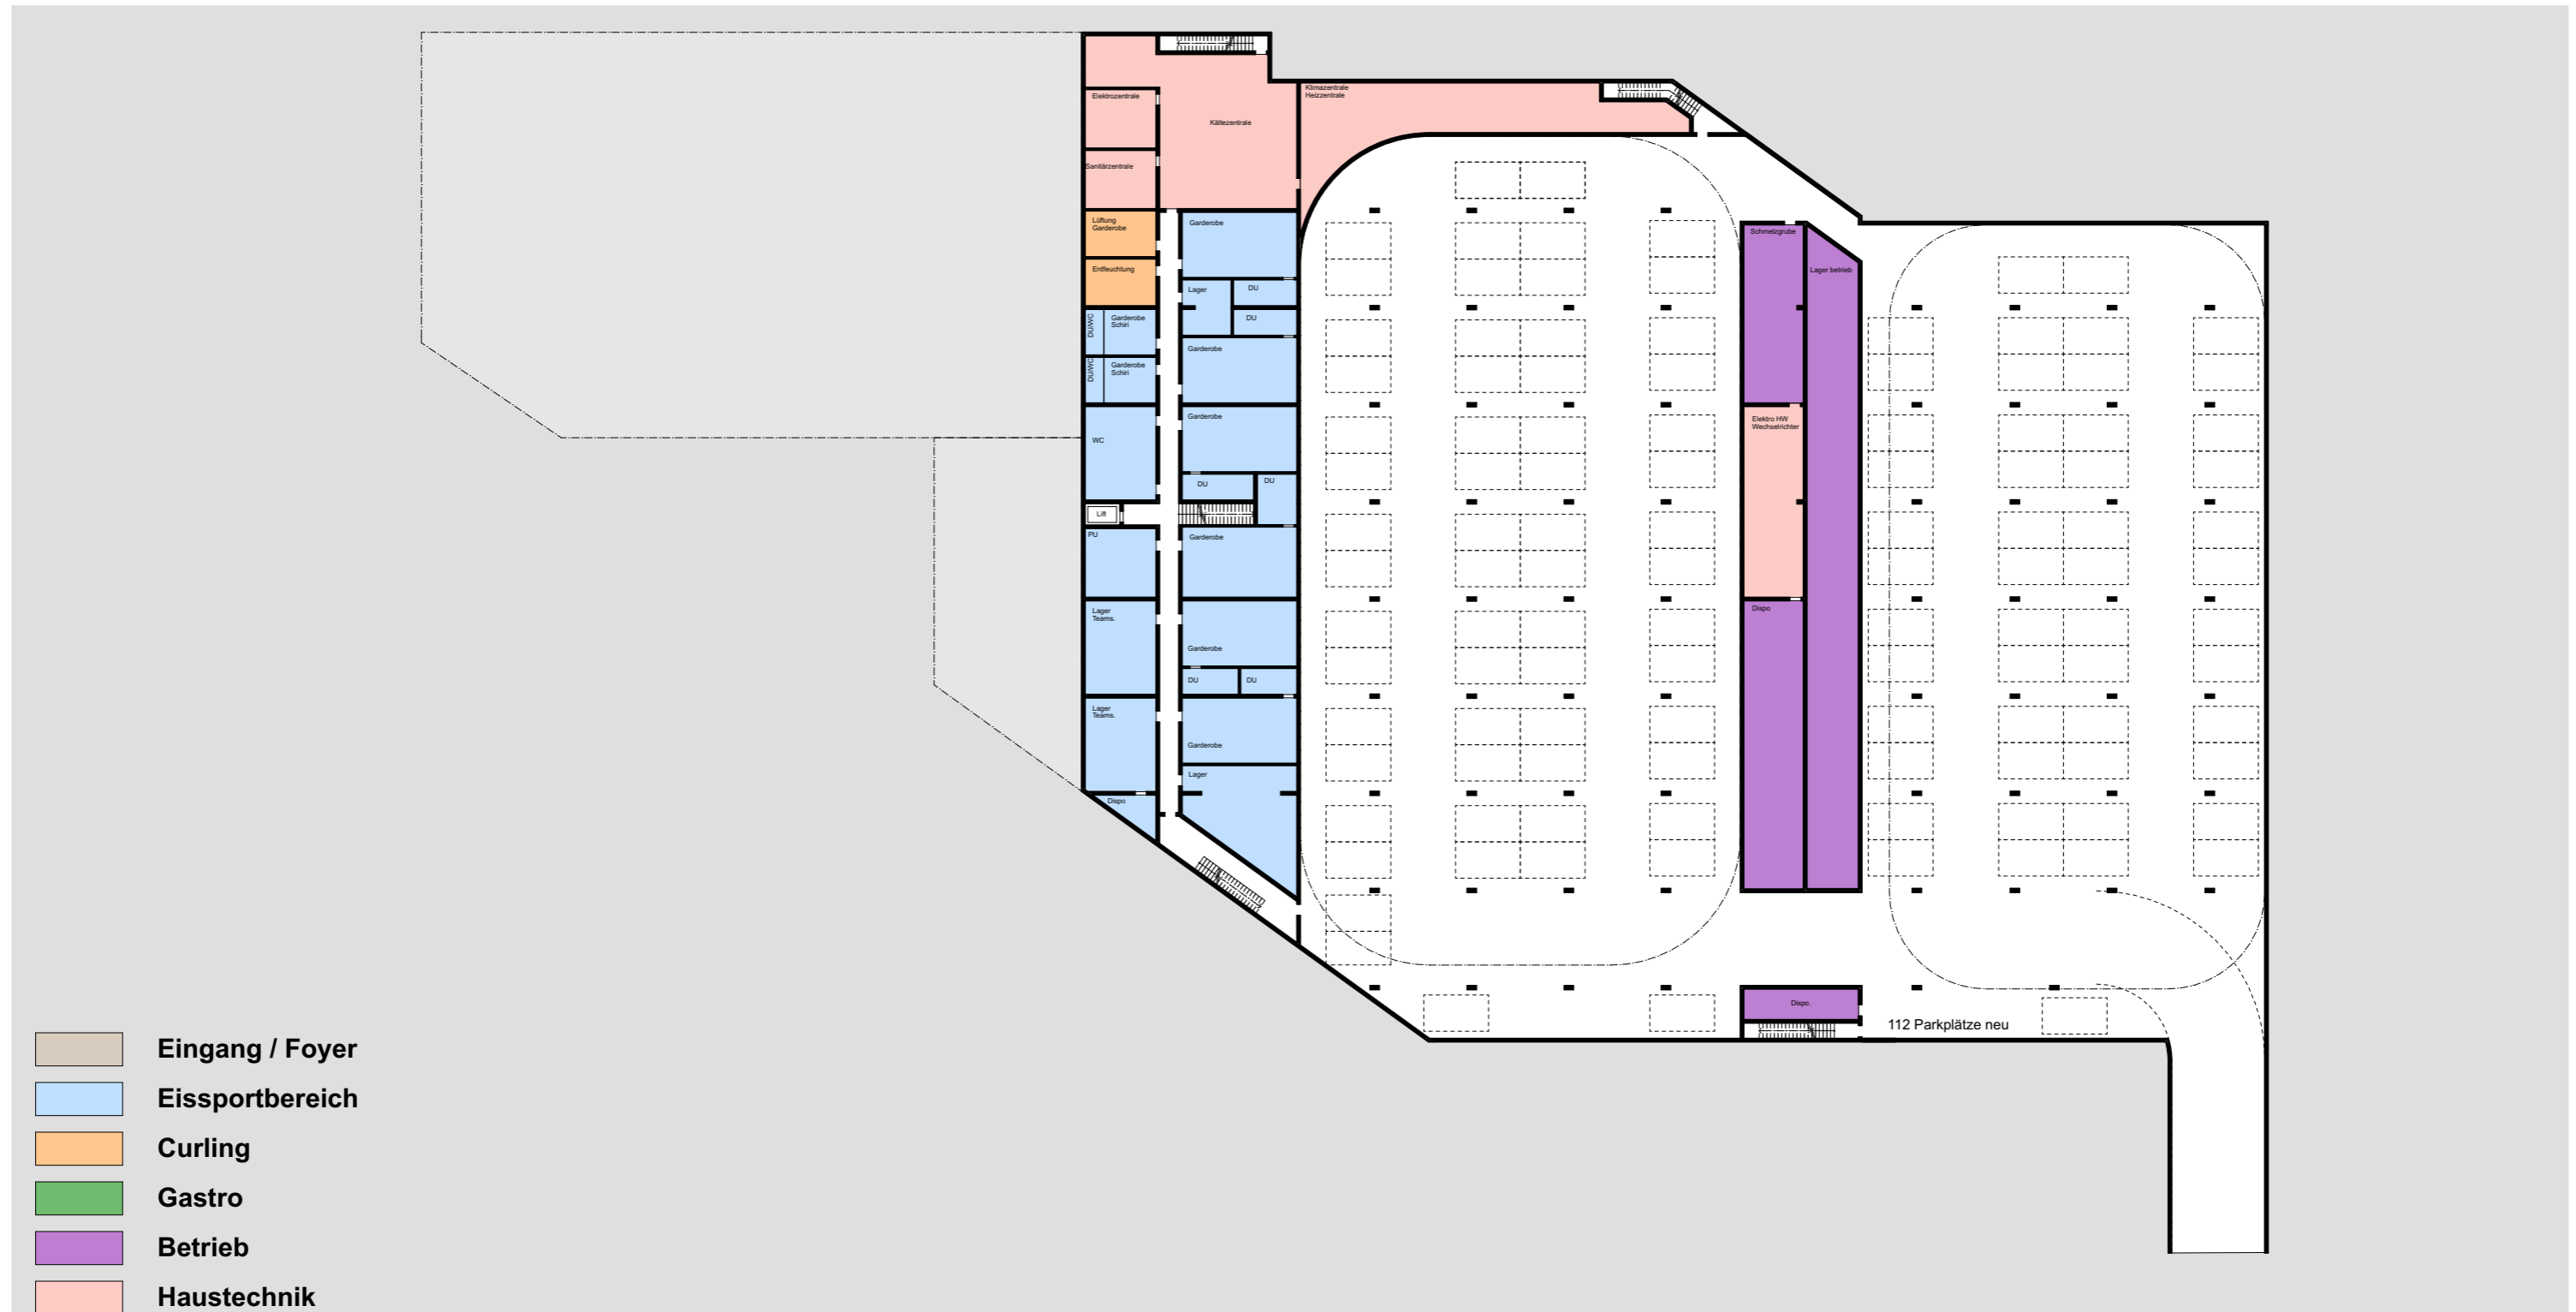 Klimazentrale
Heizzentrale
Elektrozentrale
Kältezentrale
Sanitärzentrale
Lüftung
Garderobe
Entfeuchtung
DU/WC
Garderobe
Schiri
DU/WC
Garderobe
Schiri
WC
Lift
PU
Lager
Teams.
Lager
Teams.
Dispo
Garderobe
Lager
DU
DU
Garderobe
Garderobe
DU
DU
Garderobe
Garderobe
DU
DU
Garderobe
Lager
Schmelzgrube
Lager betrieb
Elektro HW
Wechselrichter
Dispo
Dispo.
112 Parkplätze neu
Eingang / Foyer
Eissportbereich
Curling
Gastro
Betrieb
Haustechnik